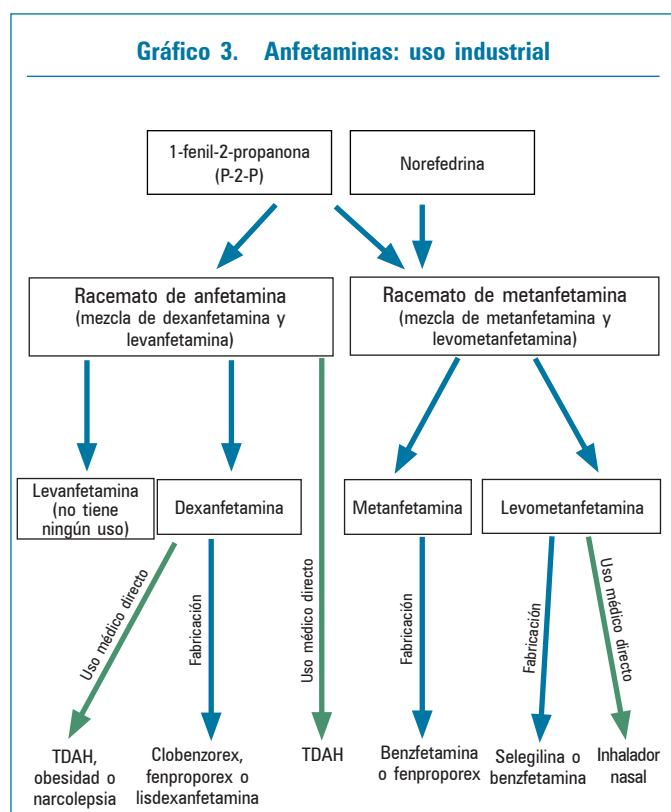 Gráfico 3. Anfetaminas: uso industrial
1-fenil-2-propanona
(P-2-P)
Norefedrina
Racemato de anfetamina
(mezcla de dexanfetamina y
levanfetamina)
Racemato de metanfetamina
(mezcla de metanfetamina y
levometanfetamina)
Levanfetamina
(no tiene
ningún uso)
Dexanfetamina
Metanfetamina
Levometanfetamina
Uso médico directo
Fabricación
Uso médico directo
Fabricación
Fabricación
Uso médico directo
TDAH,
obesidad o
narcolepsia
Clobenzorex,
fenproporex o
lisdexanfetamina
TDAH
Benzfetamina
o fenproporex
Selegilina o
benzfetamina
Inhalador
nasal